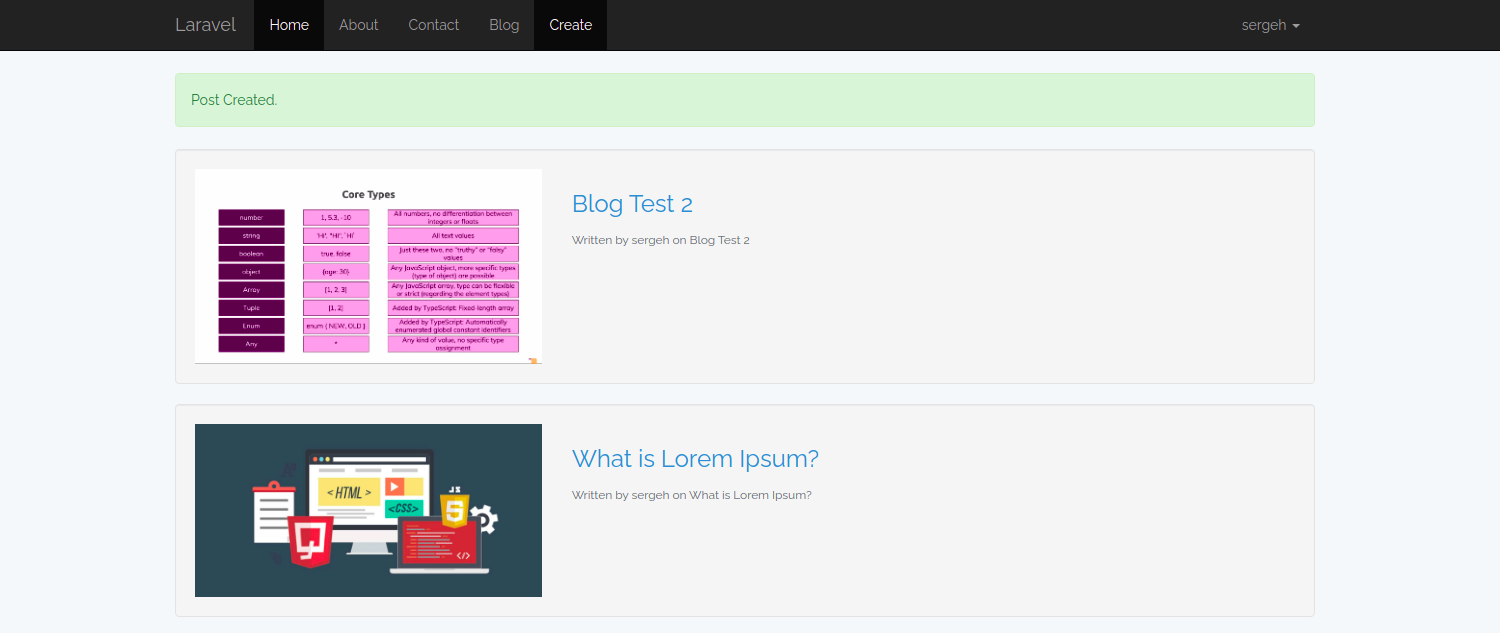 Laravel Home About Contact Blog Create sergeh
Post Created.
Core Types
number 1, 5.3, -10 All numbers, no differentiation between
integers or floats
string 'Hi', "Hi", `Hi` All text values
boolean true, false Just these two, no "truthy" or "falsy"
values
object {age: 30} Any JavaScript object, more specific types
(type of object) are possible
Array [1, 2, 3] Any JavaScript array, type can be flexible
or strict (regarding the element types)
Tuple [1, 2] Added by TypeScript: Fixed-length array
Enum enum { NEW, OLD } Added by TypeScript: Automatically
enumerated global constant identifiers
Any * Any kind of value, no specific type
assignment
Blog Test 2
Written by sergeh on Blog Test 2
< HTML >
<CSS>
JS
5
</>
What is Lorem Ipsum?
Written by sergeh on What is Lorem Ipsum?